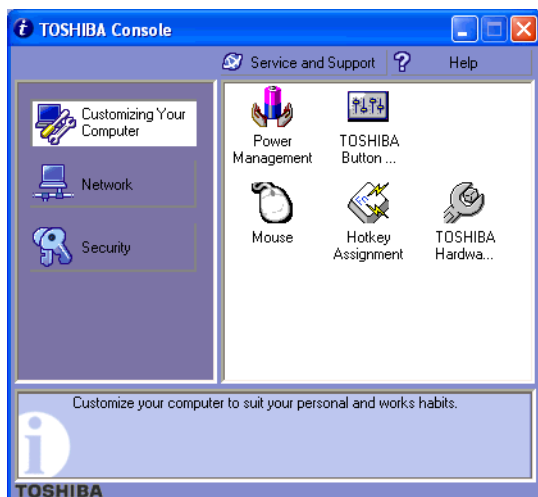 TOSHIBA Console
Service and Support
Help
Customizing Your
Computer
Network
Security
Power
Management
TOSHIBA
Button ...
Mouse
Hotkey
Assignment
TOSHIBA
Hardwa...
Customize your computer to suit your personal and works habits.
TOSHIBA